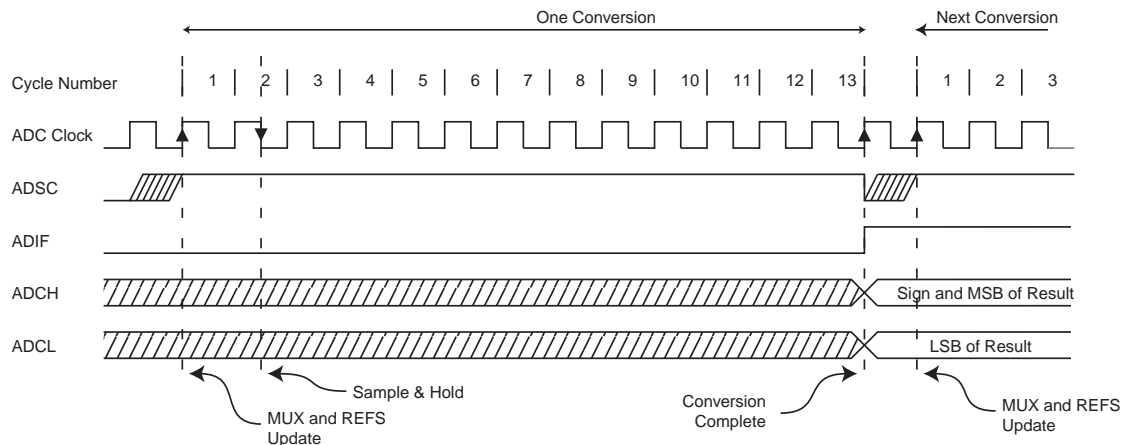 One Conversion
Next Conversion
Cycle Number
1 2 3 4 5 6 7 8 9 10 11 12 13 1 2 3
ADC Clock
ADSC
ADIF
ADCH
Sign and MSB of Result
ADCL
LSB of Result
Sample & Hold
MUX and REFS
Update
Conversion
Complete
MUX and REFS
Update